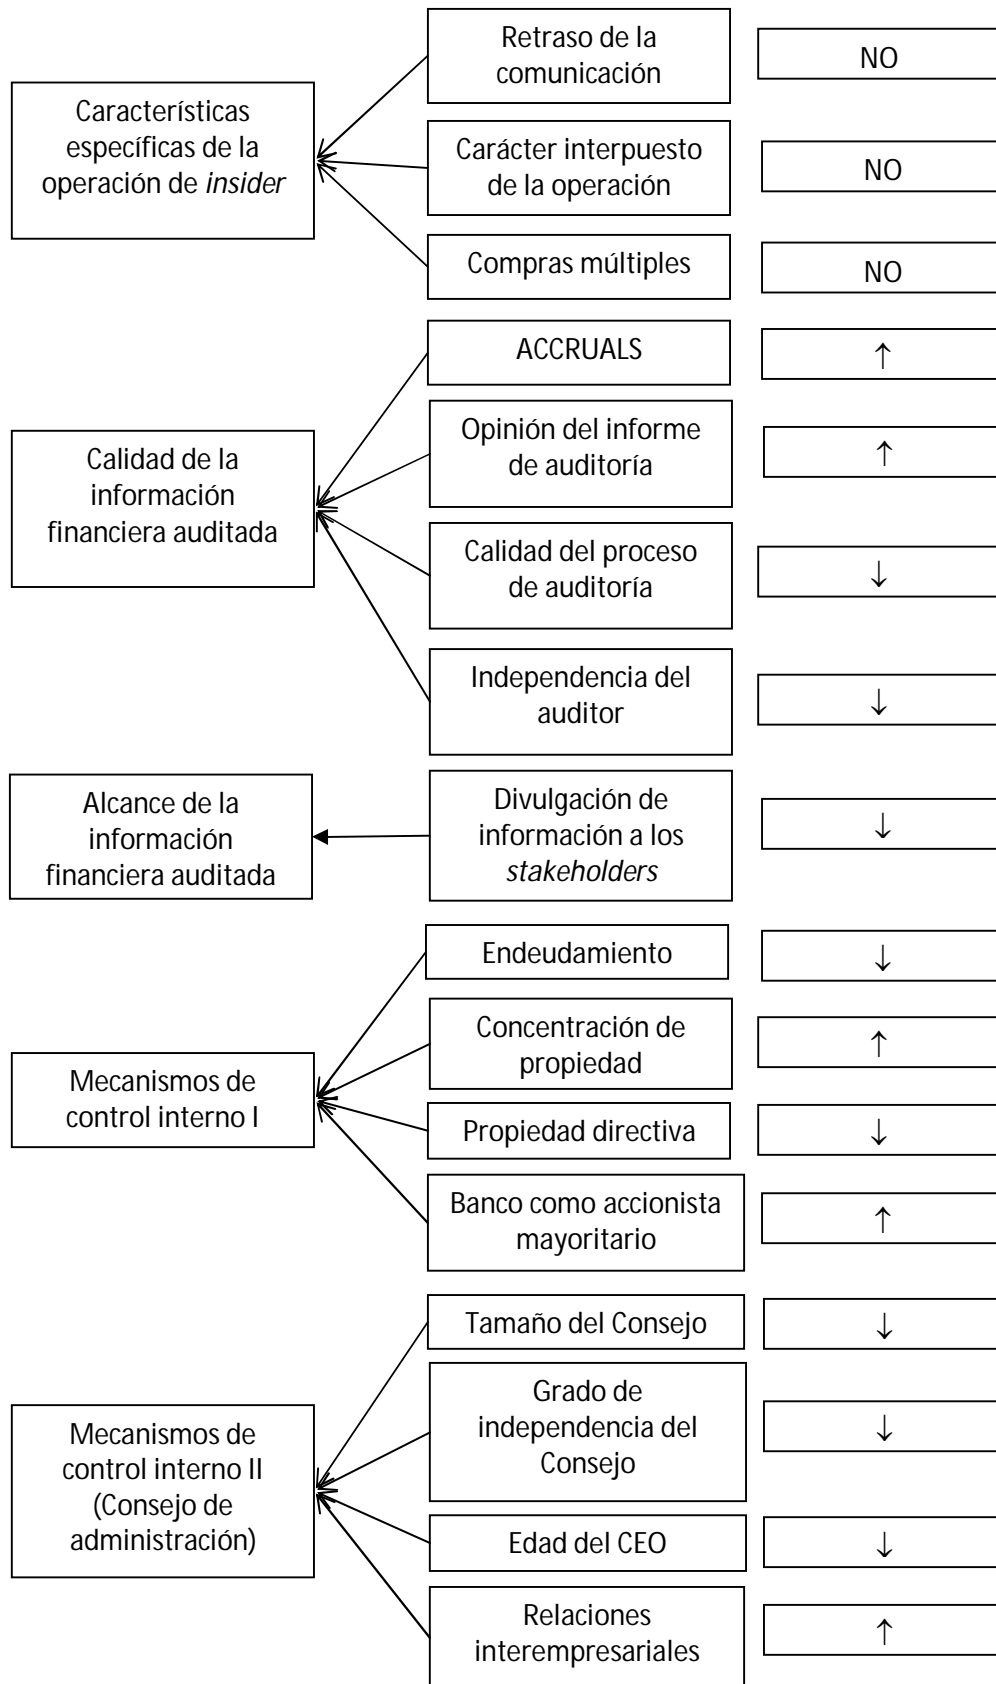 Retraso de la
comunicación
NO
Características
específicas de la
operación de insider
Carácter interpuesto
de la operación
NO
Compras múltiples
NO
ACCRUALS
↑
Opinión del informe
de auditoría
↑
Calidad de la
información
financiera auditada
Calidad del proceso
de auditoría
↓
Independencia del
auditor
↓
Alcance de la
información
financiera auditada
Divulgación de
información a los
stakeholders
↓
Endeudamiento
↓
Concentración de
propiedad
↑
Mecanismos de
control interno I
Propiedad directiva
↓
Banco como accionista
mayoritario
↑
Tamaño del Consejo
↓
Grado de
independencia del
Consejo
↓
Mecanismos de
control interno II
(Consejo de
administración)
Edad del CEO
↓
Relaciones
interempresariales
↑